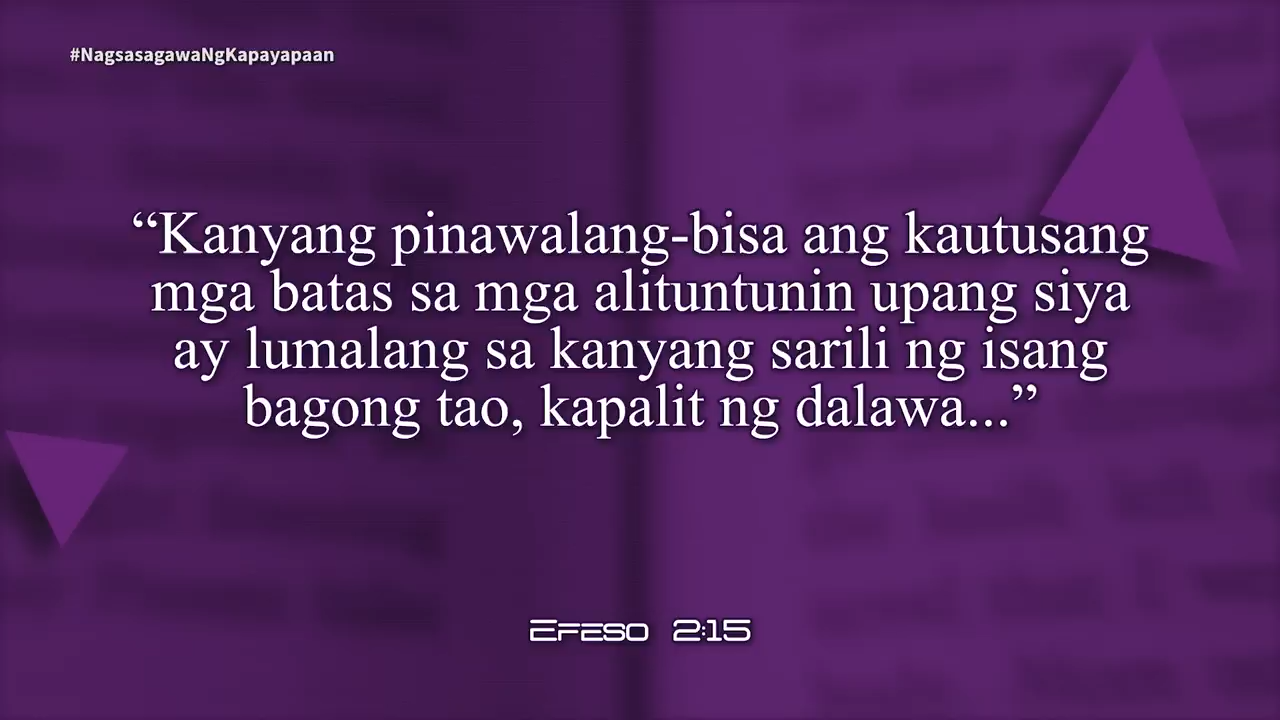 #NagsasagawaNgKapayapaan
“Kanyang pinawalang-bisa ang kautusang
mga batas sa mga alituntunin upang siya
ay lumalang sa kanyang sarili ng isang
bagong tao, kapalit ng dalawa...”
Efeso 2:15